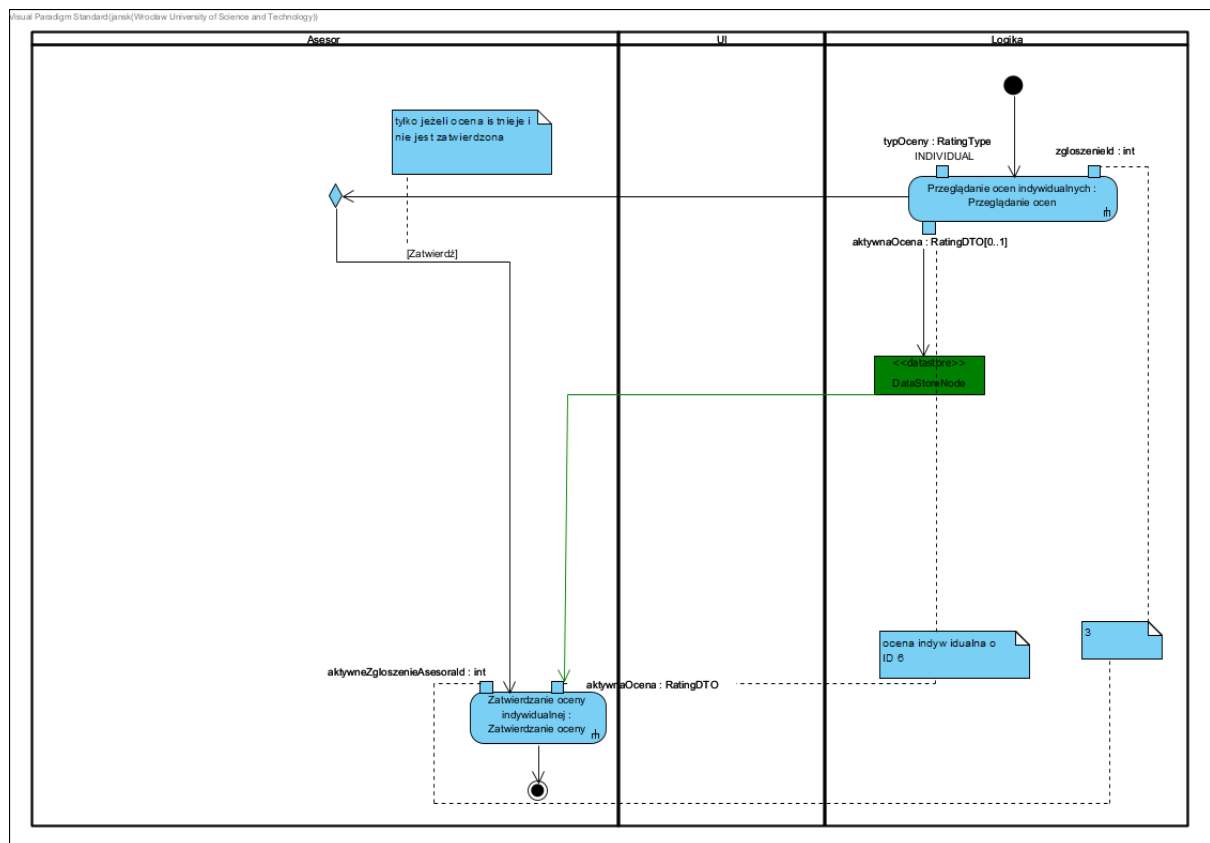 Visual Paradigm Standard(jansk(Wroclaw University of Science and Technology))
Asesor
UI
Logika
tylko jeżeli ocena istnieje i
nie jest zatwierdzona
typOceny : RatingType
INDIVIDUAL
zgloszenieId : int
Przeglądanie ocen indywidualnych :
Przeglądanie ocen
aktywnaOcena : RatingDTO[0..1]
[Zatwierdź]
<<datastore>>
DataStoreNode
ocena indywidualna o
ID 6
3
aktywneZgloszenieAsesoraId : int
aktywnaOcena : RatingDTO
Zatwierdzanie oceny
indywidualnej :
Zatwierdzanie oceny